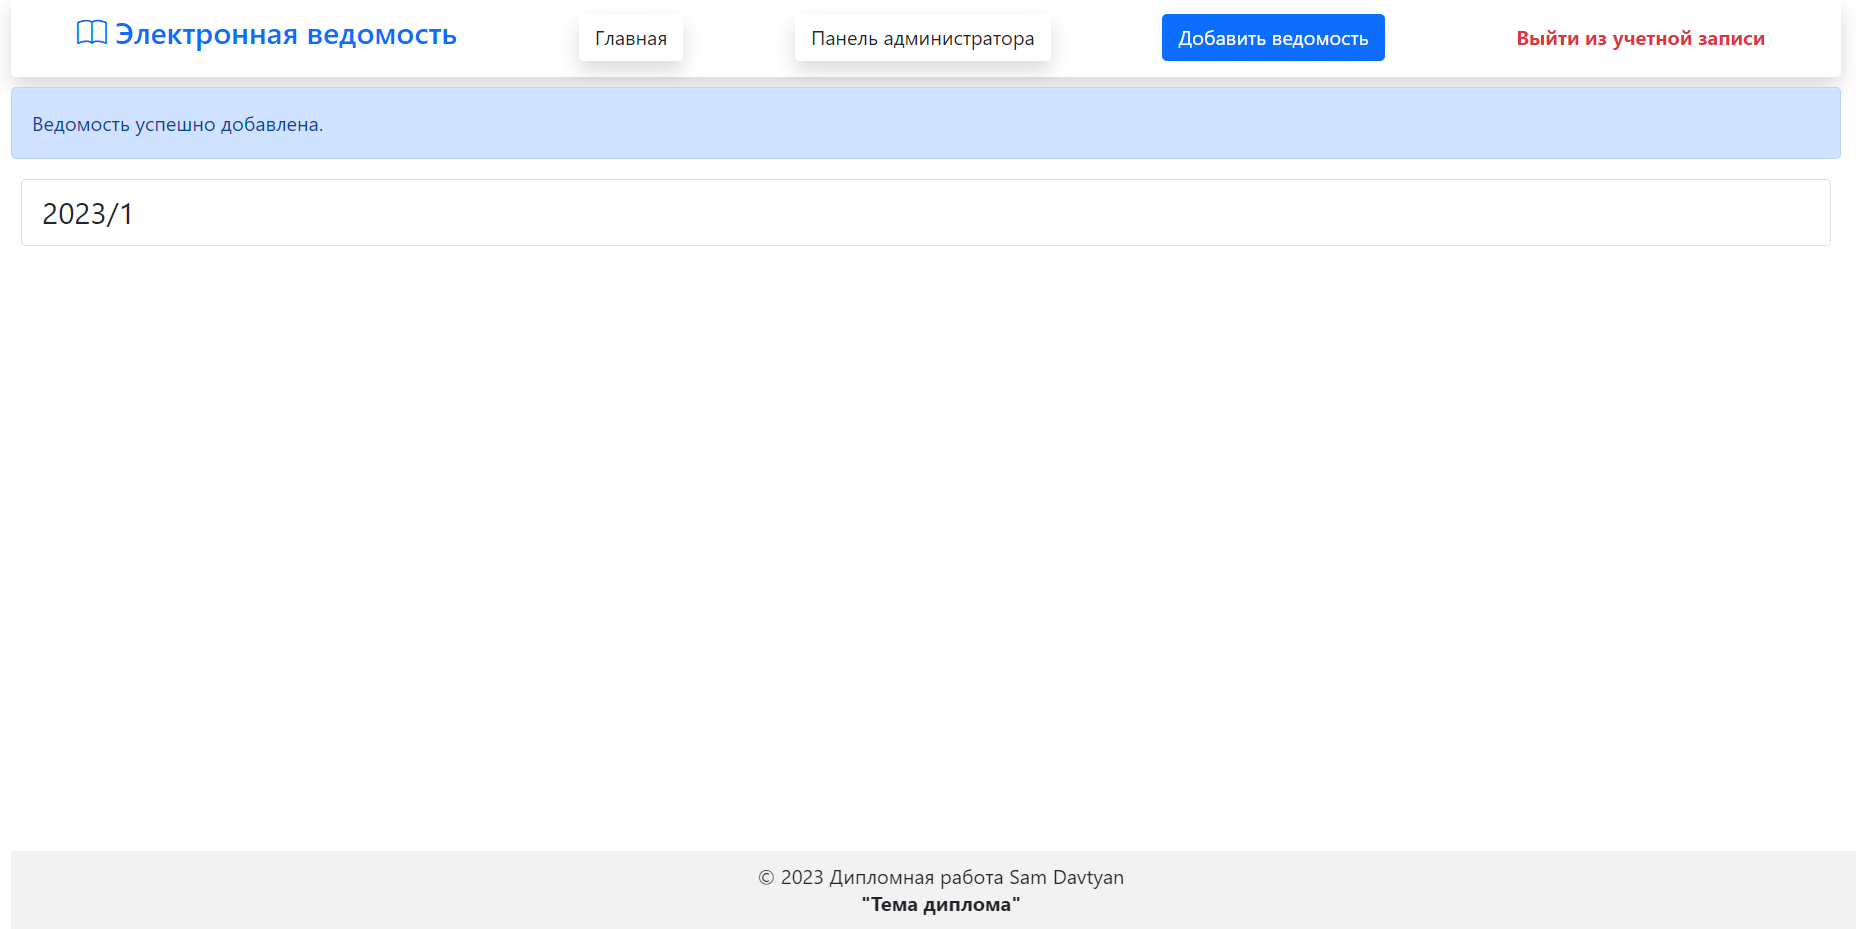 Электронная ведомость
Главная
Панель администратора
Добавить ведомость
Выйти из учетной записи
Ведомость успешно добавлена.
2023/1
© 2023 Дипломная работа Sam Davtyan
"Тема диплома"